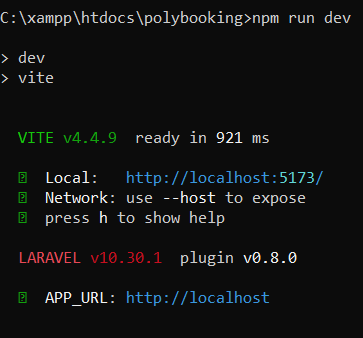 C:\xampp\htdocs\polybooking>npm run dev
> dev
> vite
VITE v4.4.9 ready in 921 ms
Local: http://localhost:5173/
Network: use --host to expose
press h to show help
LARAVEL v10.30.1 plugin v0.8.0
APP_URL: http://localhost